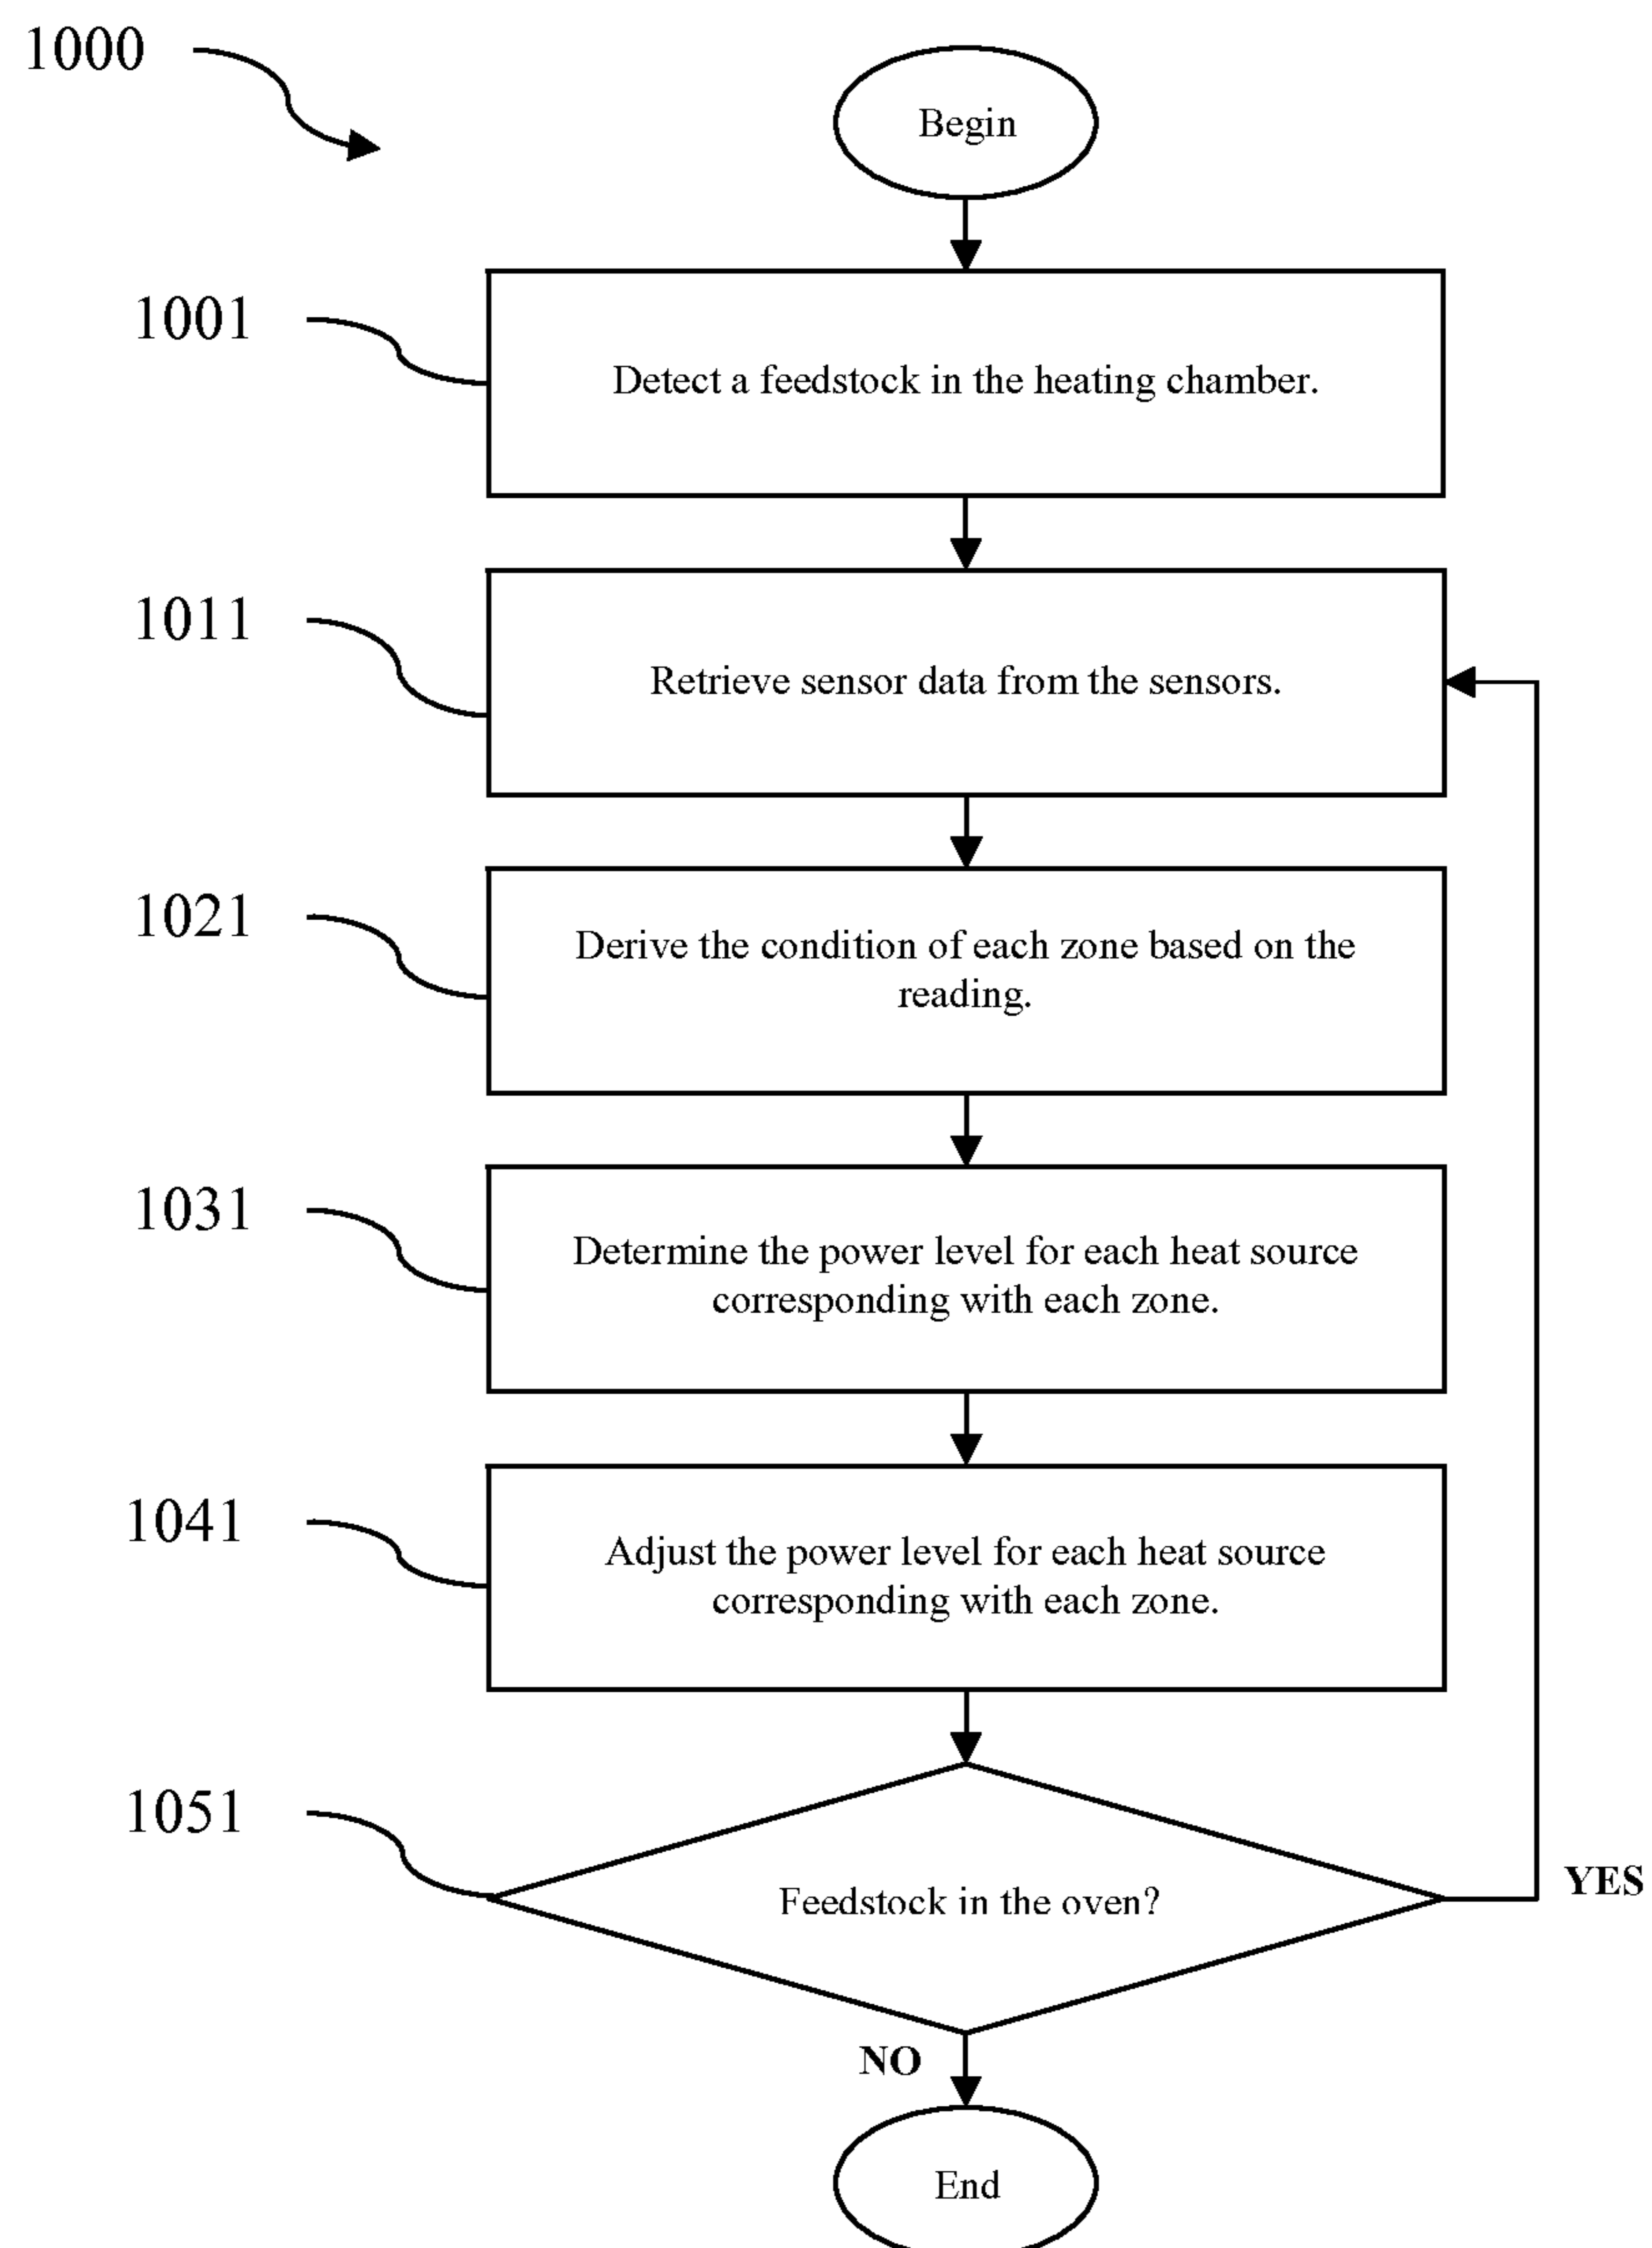 1000
Begin
1001
Detect a feedstock in the heating chamber.
1011
Retrieve sensor data from the sensors.
1021
Derive the condition of each zone based on the
reading.
1031
Determine the power level for each heat source
corresponding with each zone.
1041
Adjust the power level for each heat source
corresponding with each zone.
1051
Feedstock in the oven?
YES
NO
End